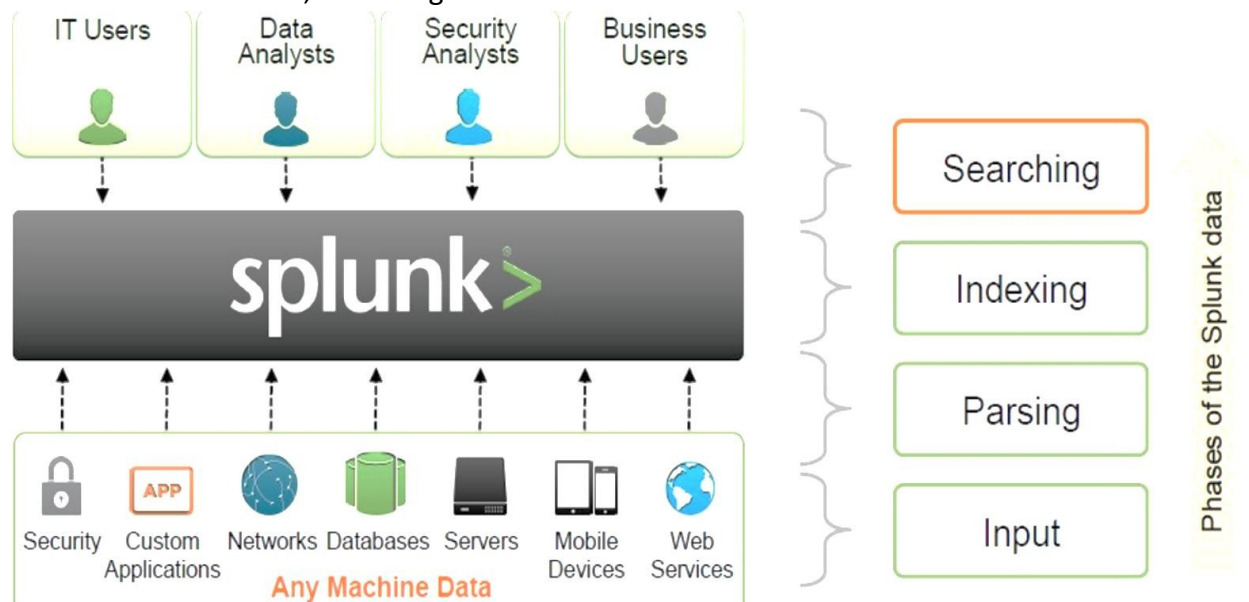 IT Users
Data
Analysts
Security
Analysts
Business
Users
splunk>
Security
Custom
Applications
Networks
Databases
Servers
Mobile
Devices
Web
Services
APP
Any Machine Data
Searching
Indexing
Parsing
Input
Phases of the Splunk data